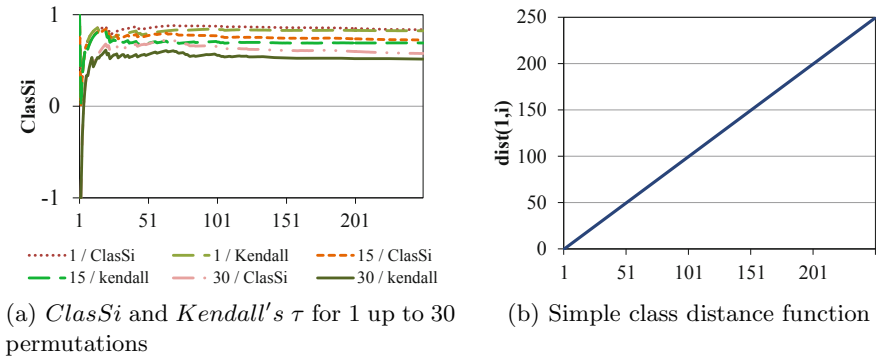 1
0
-1
ClasSi
1 51 101 151 201
1 / ClasSi 1 / Kendall 15 / ClasSi
15 / kendall 30 / ClasSi 30 / kendall
(a) ClasSi and Kendall's τ for 1 up to 30
permutations
250
200
150
100
50
0
dist(1,i)
1 51 101 151 201
(b) Simple class distance function